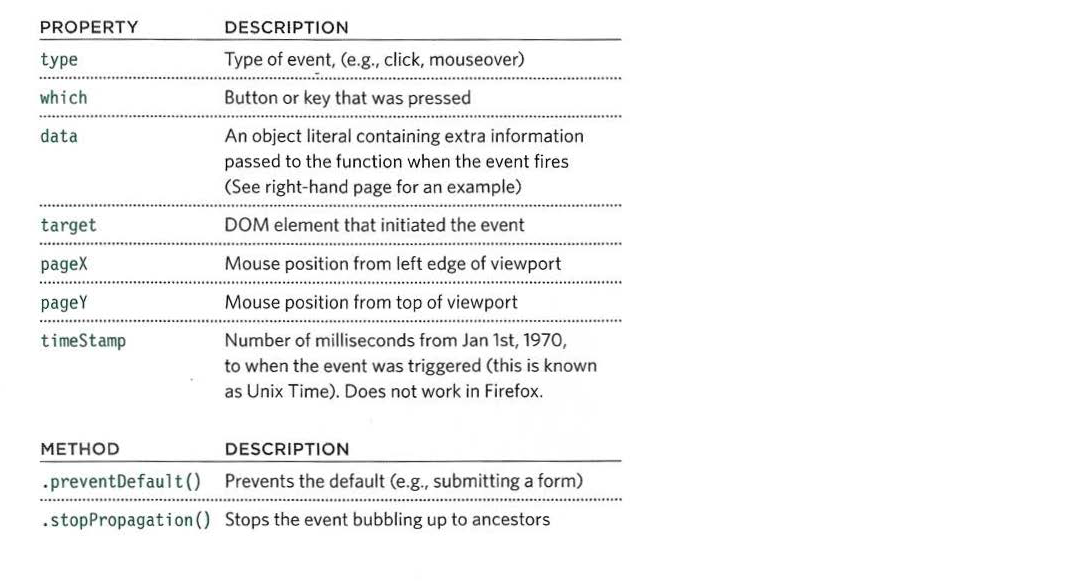 PROPERTY DESCRIPTION
type Type of event, (e.g., click, mouseover)
which Button or key that was pressed
data An object literal containing extra information
passed to the function when the event fires
(See right-hand page for an example)
target DOM element that initiated the event
pageX Mouse position from left edge of viewport
pageY Mouse position from top of viewport
timeStamp Number of milliseconds from Jan 1st, 1970,
to when the event was triggered (this is known
as Unix Time). Does not work in Firefox.
METHOD DESCRIPTION
.preventDefault() Prevents the default (e.g., submitting a form)
.stopPropagation() Stops the event bubbling up to ancestors